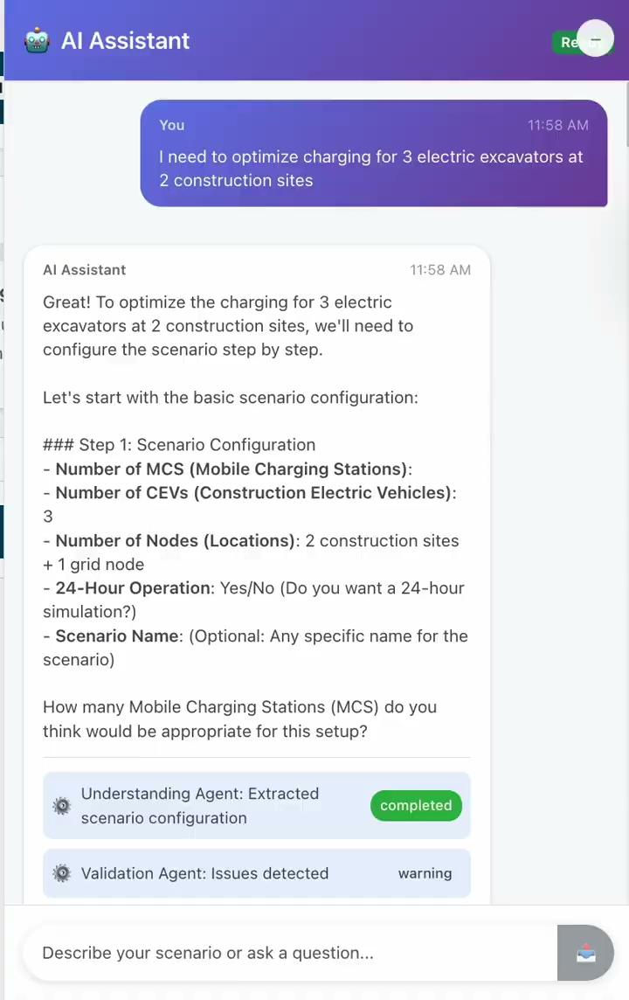 AI Assistant
You 11:58 AM
I need to optimize charging for 3 electric excavators at
2 construction sites
AI Assistant 11:58 AM
Great! To optimize the charging for 3 electric
excavators at 2 construction sites, we'll need to
configure the scenario step by step.
Let's start with the basic scenario configuration:
### Step 1: Scenario Configuration
- Number of MCS (Mobile Charging Stations):
- Number of CEVs (Construction Electric Vehicles):
3
- Number of Nodes (Locations): 2 construction sites
+ 1 grid node
- 24-Hour Operation: Yes/No (Do you want a 24-hour
simulation?)
- Scenario Name: (Optional: Any specific name for the
scenario)
How many Mobile Charging Stations (MCS) do you
think would be appropriate for this setup?
Understanding Agent: Extracted
scenario configuration
completed
Validation Agent: Issues detected
warning
Describe your scenario or ask a question...